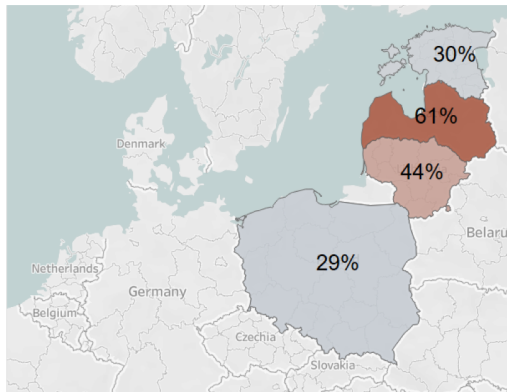 30%
61%
Denmark
44%
Belaru
29%
Netherlands
Germany
Belgium
Czechia
Slovakia